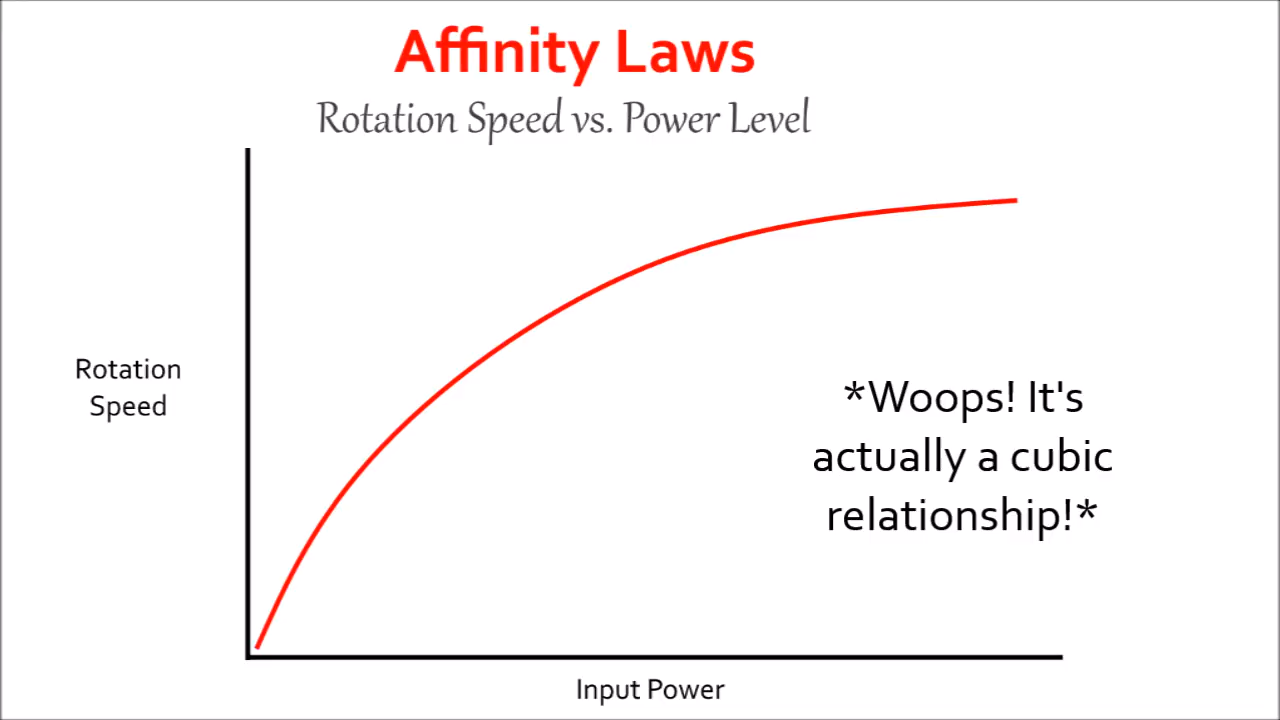 Affinity Laws
Rotation Speed vs. Power Level
Rotation
Speed
*Woops! It's
actually a cubic
relationship!*
Input Power